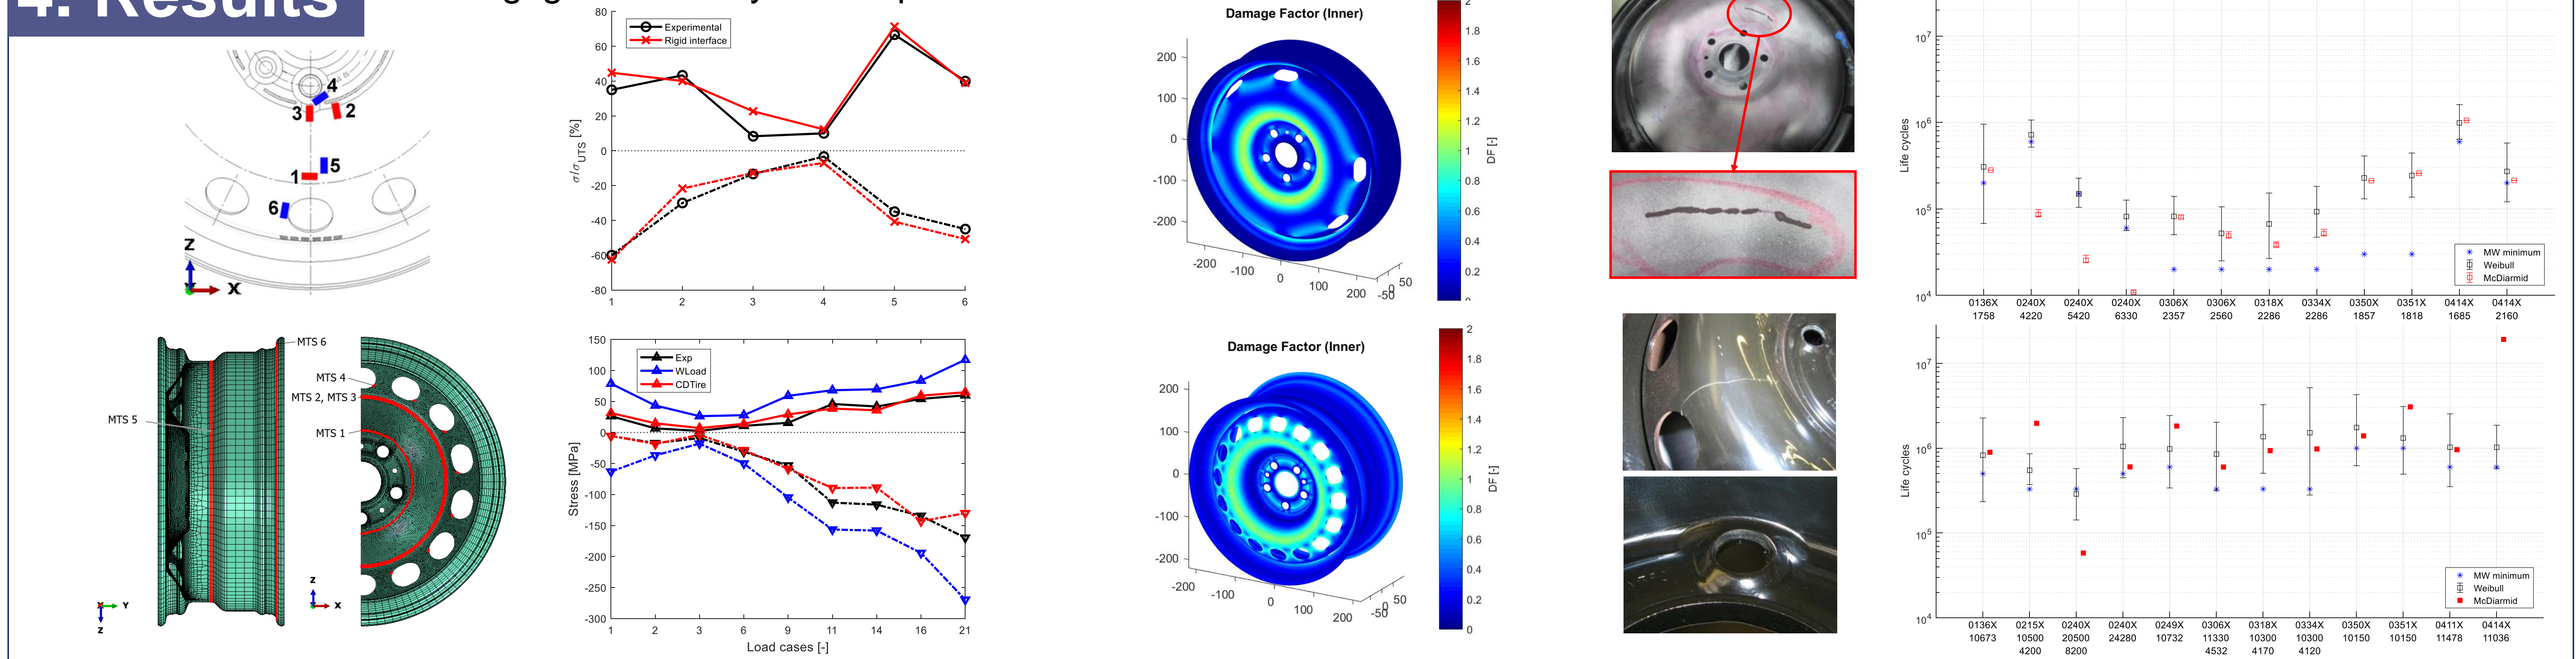 4. Results
4
3
2
5
1
6
Z
X
80
60
40
20
0
-20
-40
-60
-80
σ/σUTS [%]
Experimental
Rigid interface
1 2 3 4 5 6
Damage Factor (Inner)
200
100
0
-100
-200
-200 -100 0 100 200
-50 0 50
2
1.8
1.6
1.4
1.2
1
0.8
0.6
0.4
0.2
DF [-]
Life cycles
10^7
10^6
10^5
10^4
MW minimum
Weibull
McDiarmid
0136X 0240X 0240X 0240X 0306X 0306X 0318X 0334X 0350X 0351X 0414X 0414X
1758 4220 5420 6330 2357 2560 2286 2286 1857 1818 1685 2160
MTS 6
MTS 4
MTS 2, MTS 3
MTS 5
MTS 1
Y
Z
Z
X
150
100
50
0
-50
-100
-150
-200
-250
-300
Stress [MPa]
Exp
WLoad
CDTire
1 2 3 6 9 11 14 16 21
Load cases [-]
Damage Factor (Inner)
200
100
0
-100
-200
-200 -100 0 100 200
-50 0 50
2
1.8
1.6
1.4
1.2
1
0.8
0.6
0.4
0.2
0
DF [-]
Life cycles
10^7
10^6
10^5
10^4
MW minimum
Weibull
McDiarmid
0136X 0215X 0240X 0240X 0249X 0306X 0318X 0334X 0350X 0351X 0411X 0414X
10673 10500 20500 24280 10732 11330 10300 10300 10150 10150 11478 11036
4200 8200 4532 4170 4120